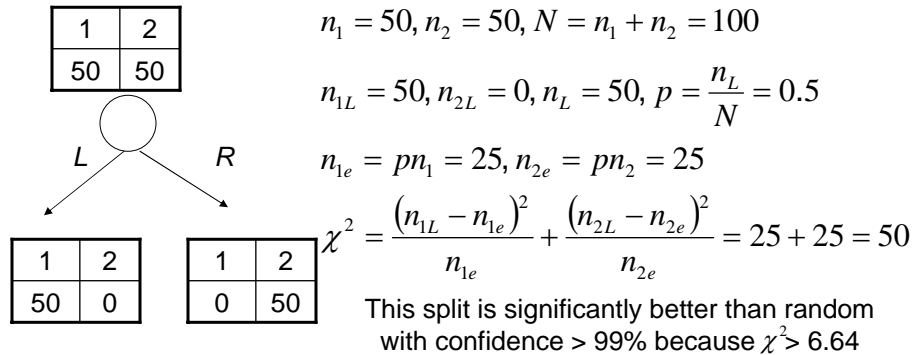 1 2
50 50
L R
1 2
50 0
1 2
0 50
n₁ = 50, n₂ = 50, N = n₁ + n₂ = 100
n₁L = 50, n₂L = 0, nL = 50, p = nL/N = 0.5
n₁e = pn₁ = 25, n₂e = pn₂ = 25
χ² = (n₁L − n₁e)²/n₁e + (n₂L − n₂e)²/n₂e = 25 + 25 = 50
This split is significantly better than random
with confidence > 99% because χ²> 6.64